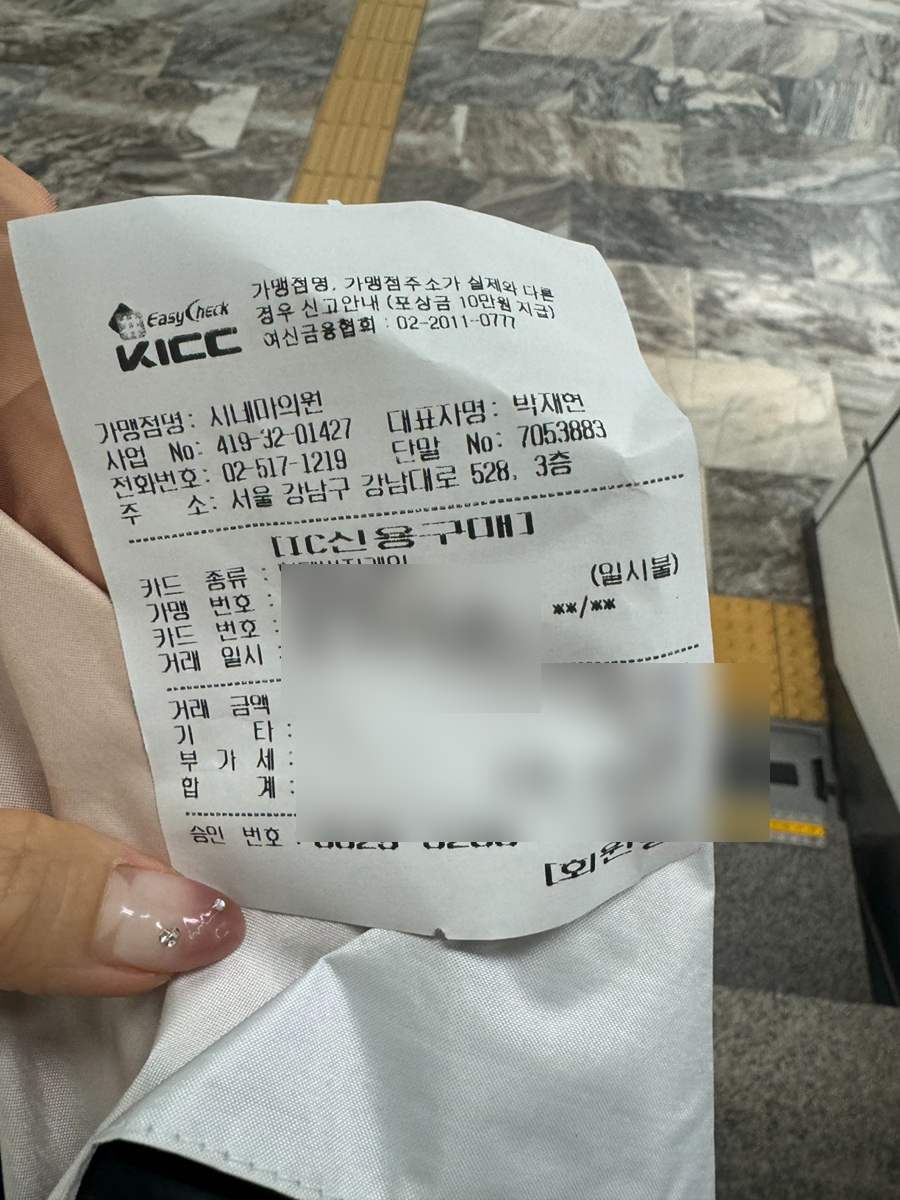 EasyCheck
KICC
가맹점명, 가맹점주소가 실제와 다른
경우 신고안내 (포상금 10만원 지급)
여신금융협회 : 02-2011-0777
가맹점명: 시네마의원 대표자명: 박재현
사업 No: 419-32-01427 단말 No: 7053883
전화번호: 02-517-1219
주 소: 서울 강남구 강남대로 528, 3층
[IC신용구매]
카드 종류 : (일시불)
가맹 번호 :
카드 번호 : **/**
거래 일시 :
거래 금액
기 타 :
부 가 세 :
합 계 :
승인 번호 :
[회원